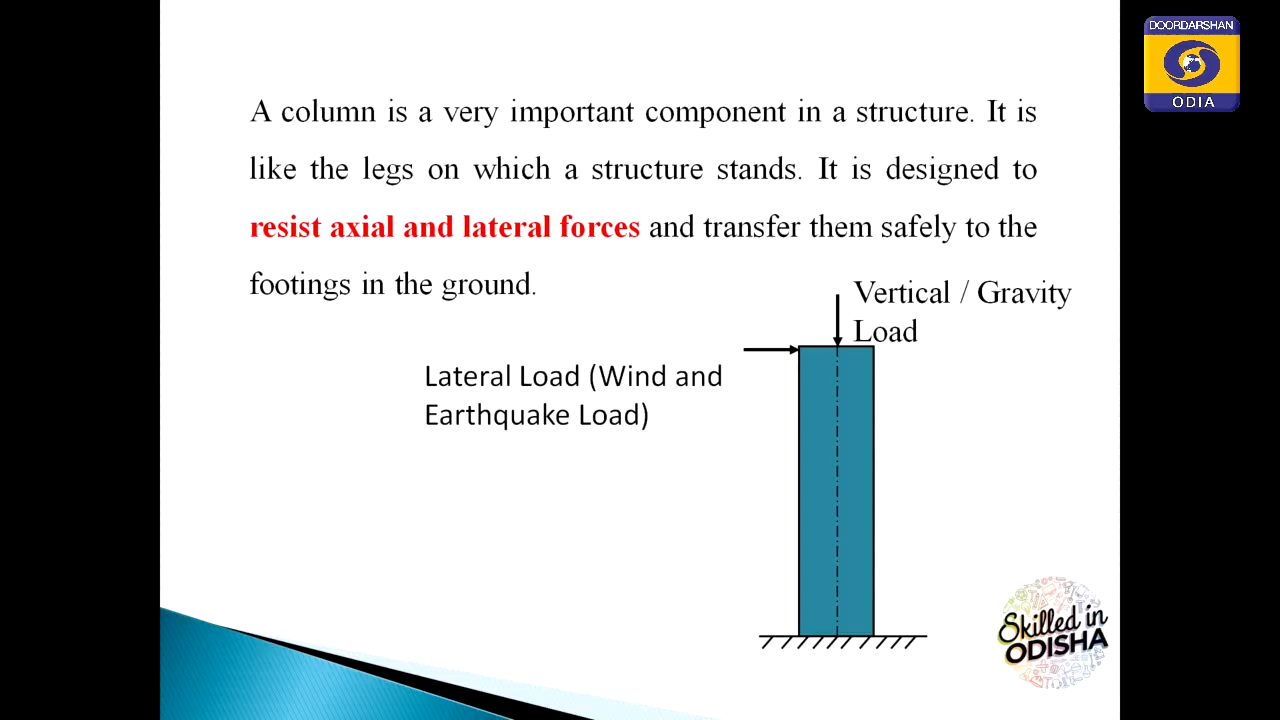 DOORDARSHAN
ODIA
A column is a very important component in a structure. It is
like the legs on which a structure stands. It is designed to
resist axial and lateral forces and transfer them safely to the
footings in the ground.
Vertical / Gravity
Load
Lateral Load (Wind and
Earthquake Load)
Skilled in
ODISHA